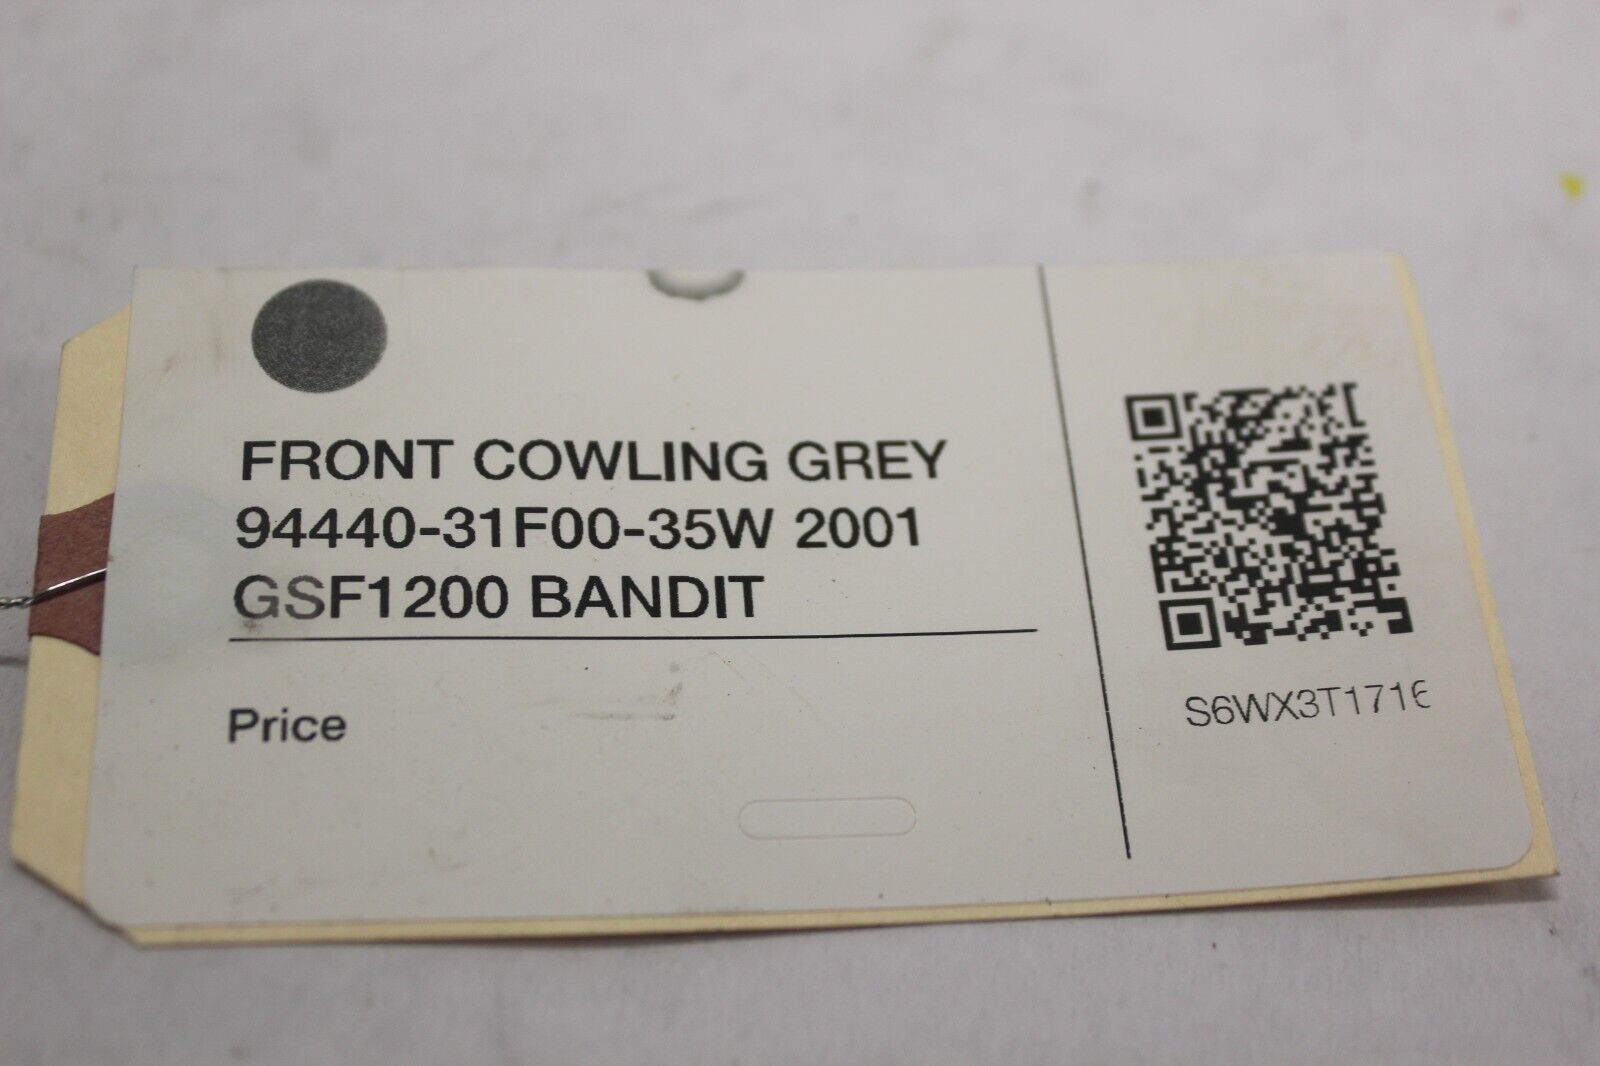 FRONT COWLING GREY
94440-31F00-35W 2001
GSF1200 BANDIT
Price
S6WX3T1716